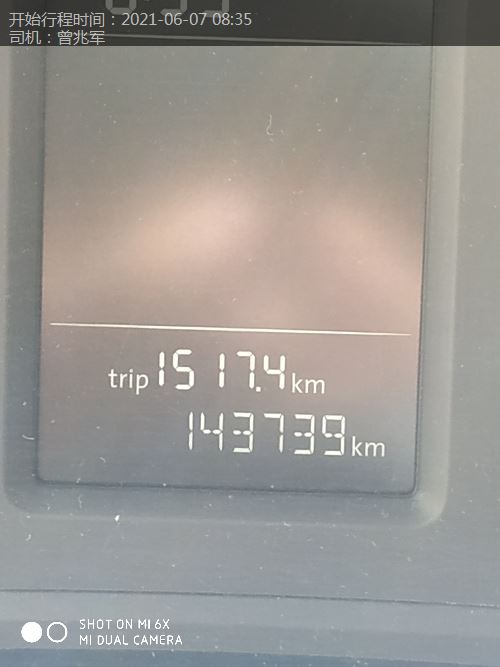 开始行程时间：2021-06-07 08:35
司机：曾兆军
trip 1517.4 km
143739 km
SHOT ON MI 6X
MI DUAL CAMERA